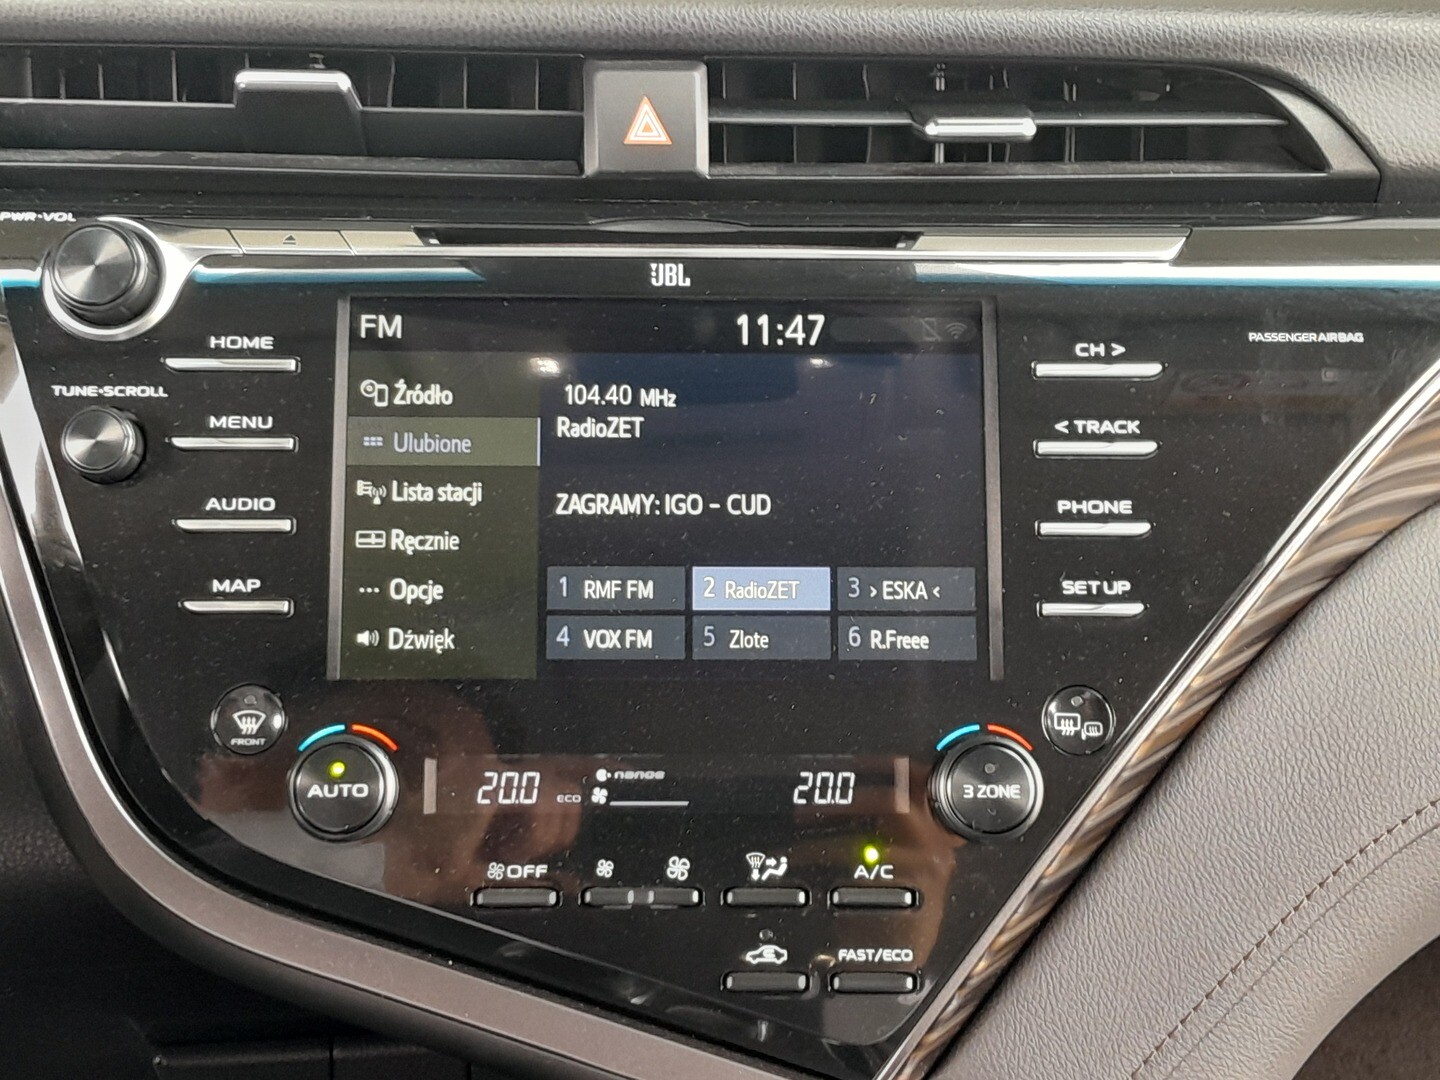 PWR·VOL
JBL
HOME
TUNE·SCROLL
MENU
AUDIO
MAP
FM
11:47
Źródło
Ulubione
Lista stacji
Ręcznie
Opcje
Dźwięk
104.40 MHz
RadioZET
ZAGRAMY: IGO - CUD
1 RMF FM
2 RadioZET
3 › ESKA ‹
4 VOX FM
5 Zlote
6 R.Freee
CH >
< TRACK
PHONE
SETUP
PASSENGER AIRBAG
FRONT
AUTO
20.0
ECO
nanoe
20.0
3 ZONE
OFF
A/C
FAST/ECO